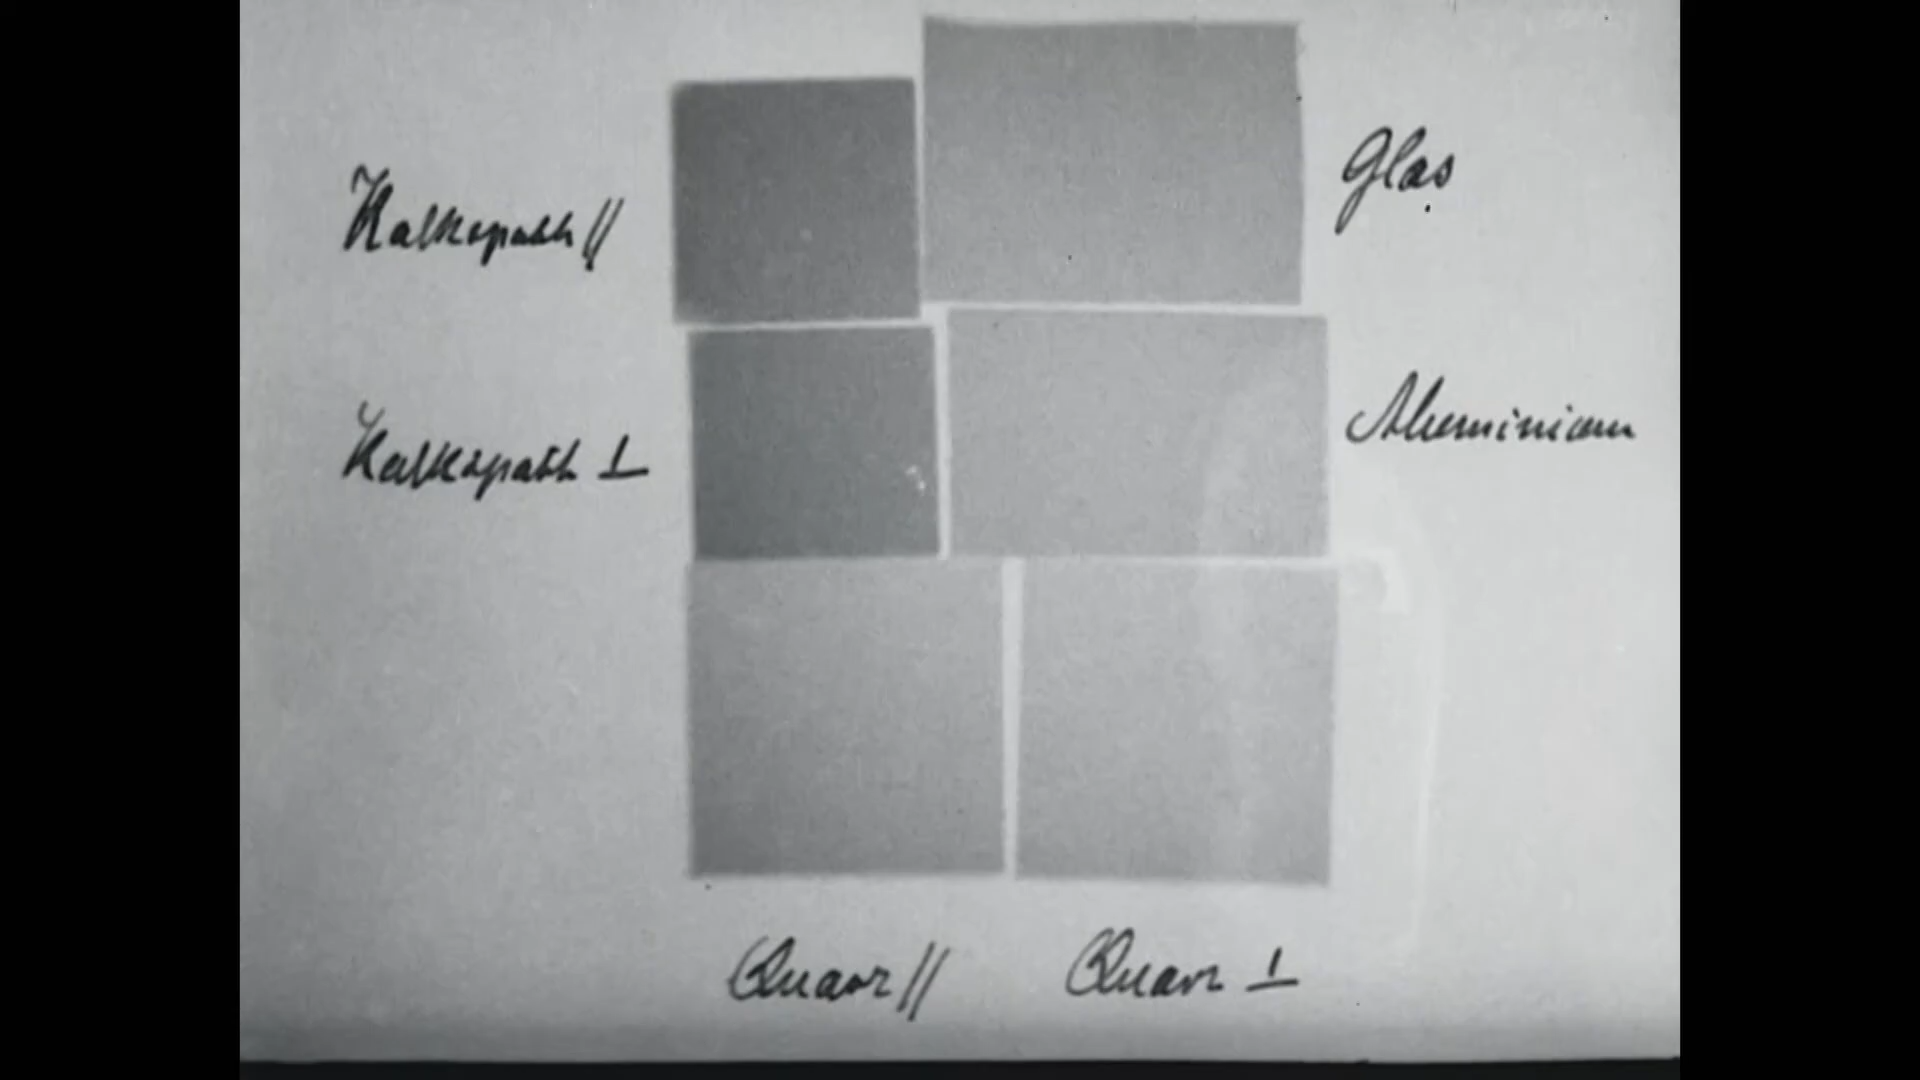 Glas
Kalkspath //
Aluminium
Kalkspath ⊥
Quarz // Quarz ⊥